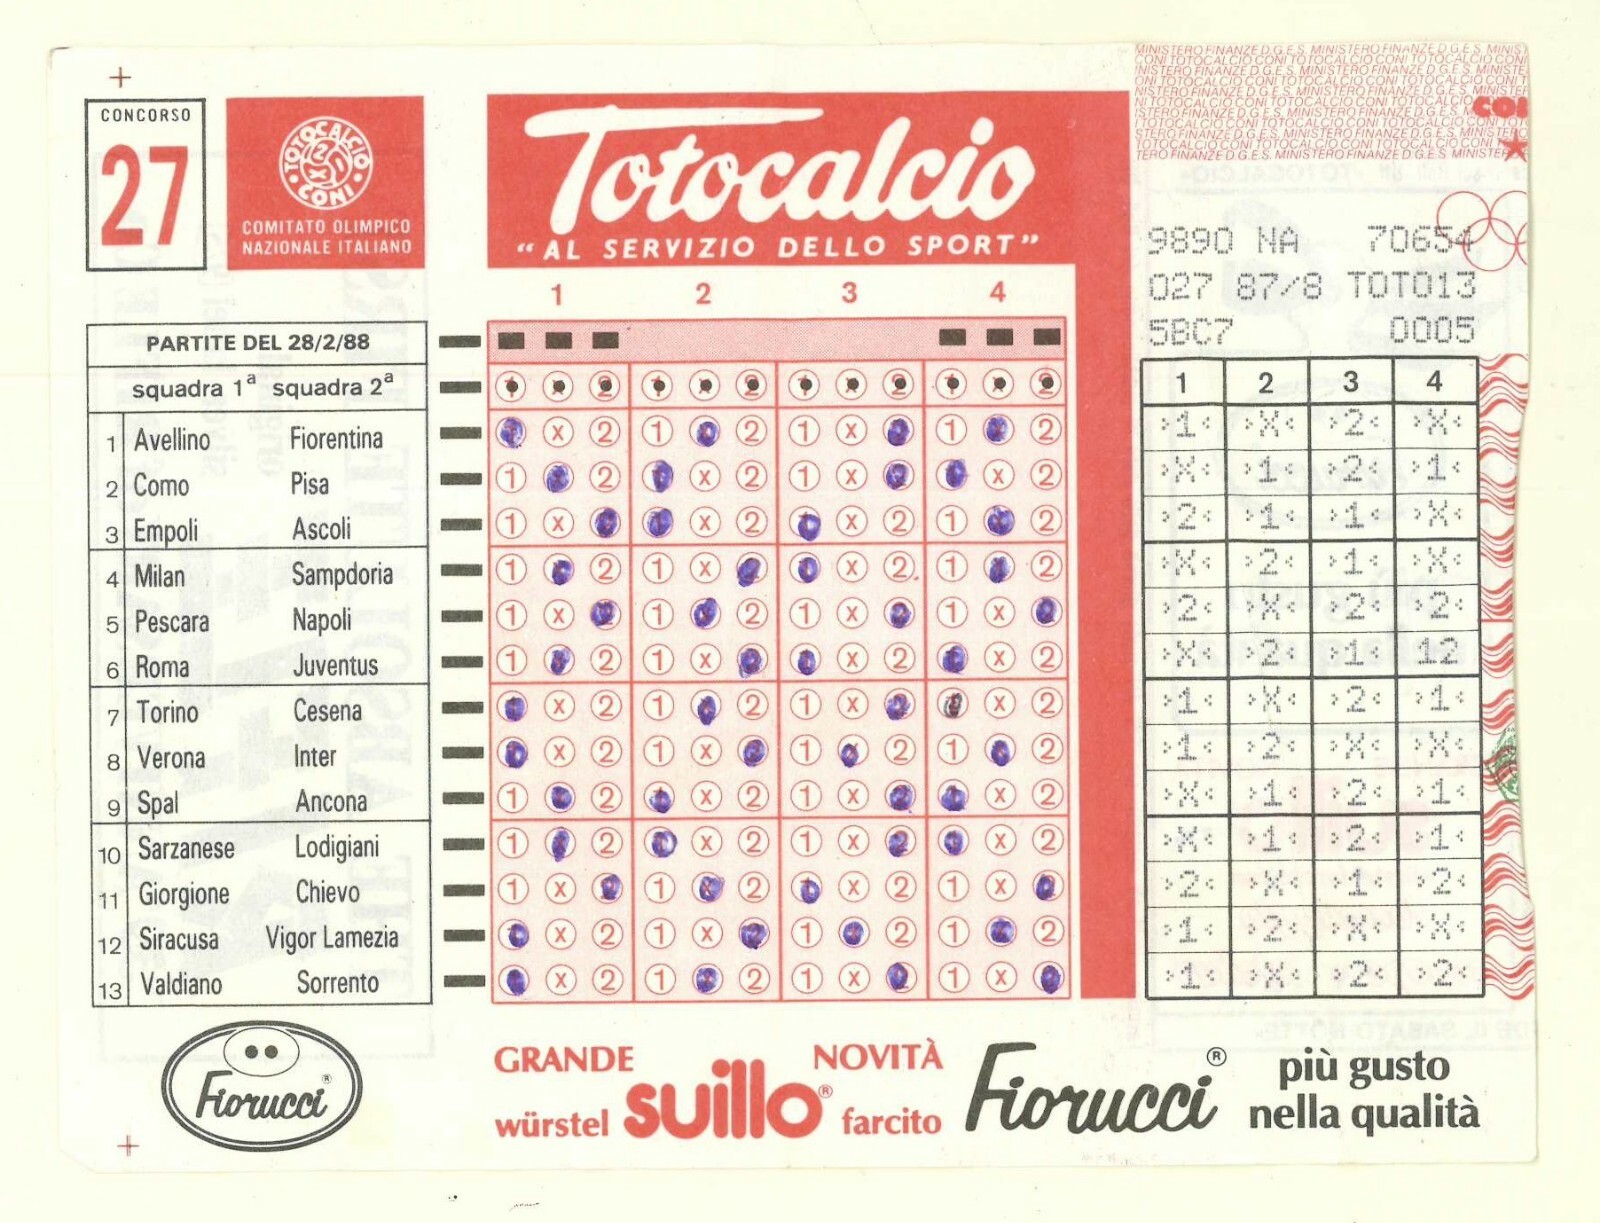 CONCORSO
27
TOTOCALCIO
CONI
COMITATO OLIMPICO
NAZIONALE ITALIANO
Totocalcio
"AL SERVIZIO DELLO SPORT"
MINISTERO FINANZE D.G.E.S. MINISTERO FINANZE D.G.E.S. MINIST
9890 NA 70654
027 87/8 TOTO13
5BC7 0005
1 2 3 4
PARTITE DEL 28/2/88
squadra 1ª squadra 2ª
1 2 3 4
1 Avellino Fiorentina 1 X 2 X
2 Como Pisa X 1 2 1
3 Empoli Ascoli 2 1 1 X
4 Milan Sampdoria X 2 1 X
5 Pescara Napoli 2 X 2 2
6 Roma Juventus X 2 1 12
7 Torino Cesena 1 X 2 1
8 Verona Inter 1 2 X X
9 Spal Ancona X 1 2 1
10 Sarzanese Lodigiani X 1 2 1
11 Giorgione Chievo 2 X 1 2
12 Siracusa Vigor Lamezia 1 2 X X
13 Valdiano Sorrento 1 X 2 2
Fiorucci®
GRANDE NOVITÀ
würstel suillo® farcito
Fiorucci®
più gusto
nella qualità